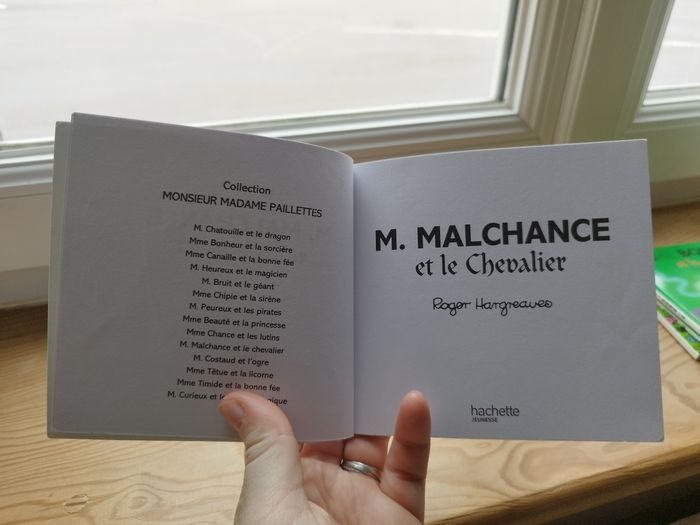 Collection
MONSIEUR MADAME PAILLETTES
M. Chatouille et le dragon
Mme Bonheur et la sorcière
Mme Canaille et la bonne fée
M. Heureux et le magicien
M. Bruit et le géant
Mme Chipie et la sirène
M. Peureux et les pirates
Mme Beauté et la princesse
Mme Chance et les lutins
M. Malchance et le chevalier
M. Costaud et l'ogre
Mme Têtue et la licorne
Mme Timide et la bonne fée
M. Curieux et
M. MALCHANCE
et le Chevalier
Roger Hargreaves
hachette
JEUNESSE